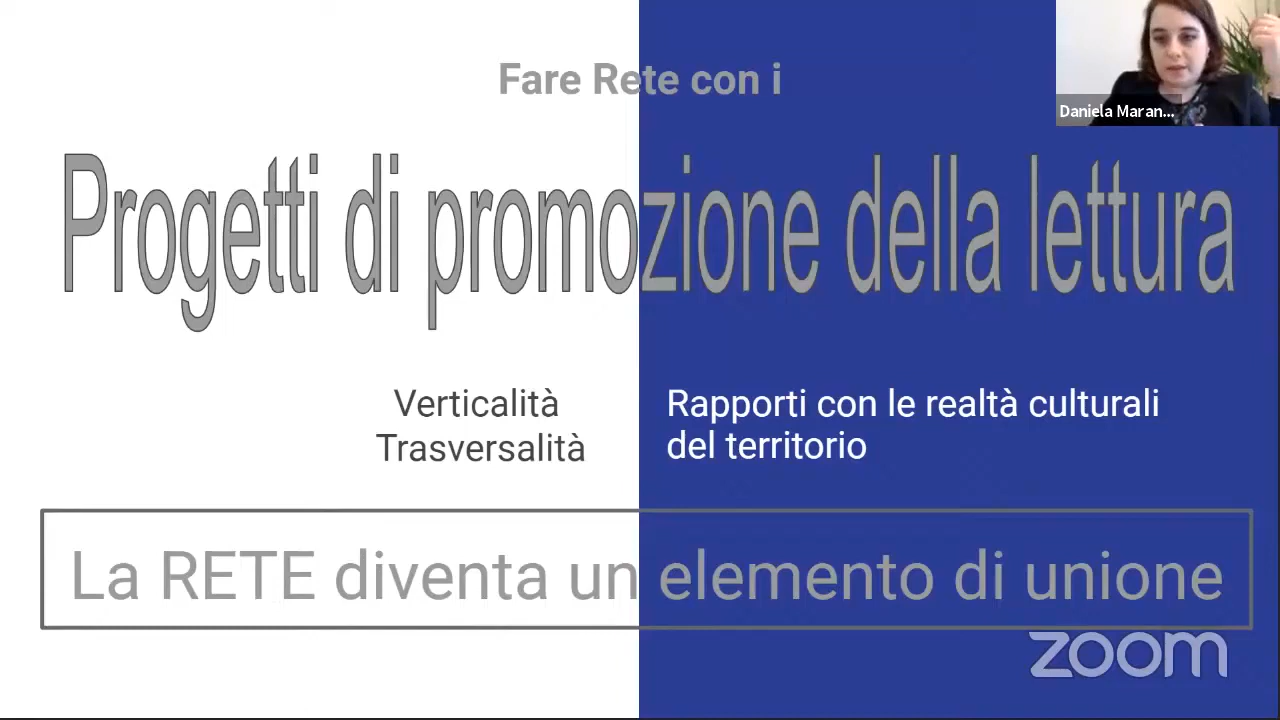 Fare Rete con i
Daniela Maran...
Progetti di promozione della lettura
Verticalità
Trasversalità
Rapporti con le realtà culturali
del territorio
La RETE diventa un elemento di unione
zoom